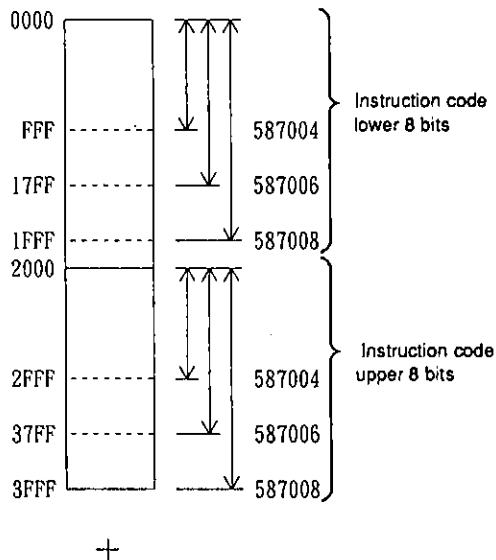 0000
Instruction code
lower 8 bits
FFF 587004
17FF 587006
1FFF 587008
2000
Instruction code
upper 8 bits
2FFF 587004
37FF 587006
3FFF 587008